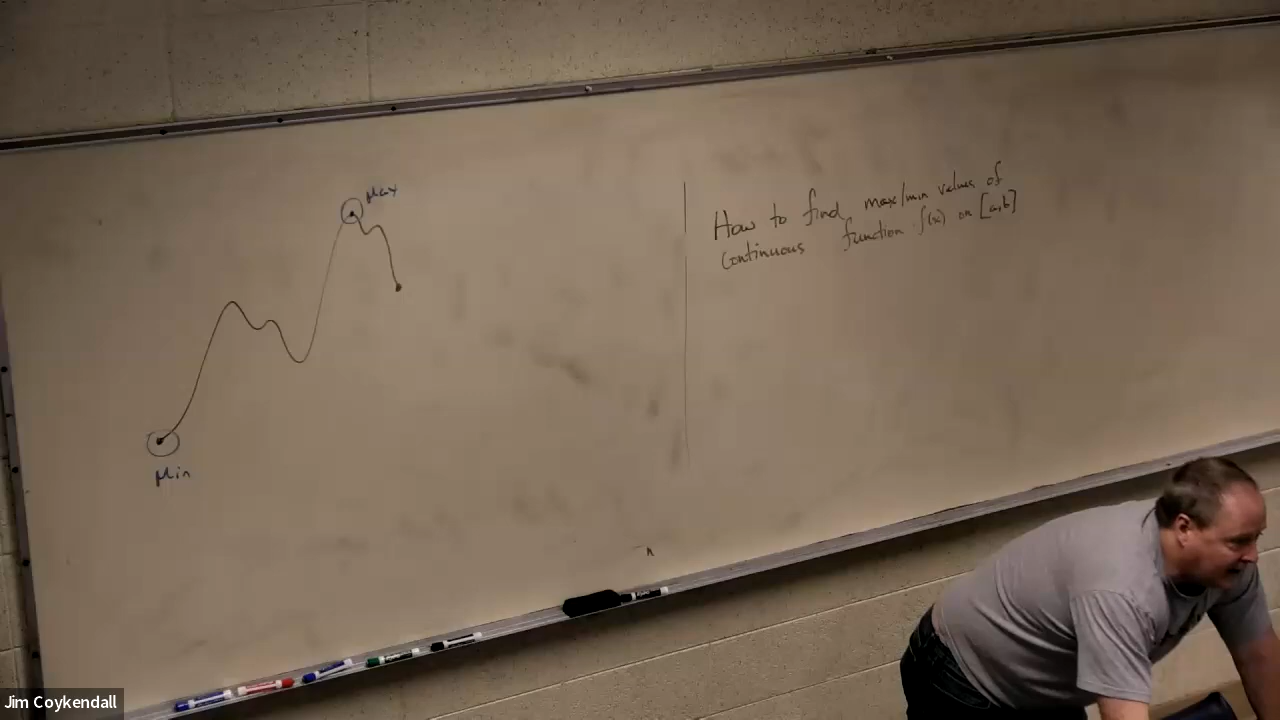 Max
Min
How to find max/min values of
continuous function f(x) on [a,b]
Jim Coykendall